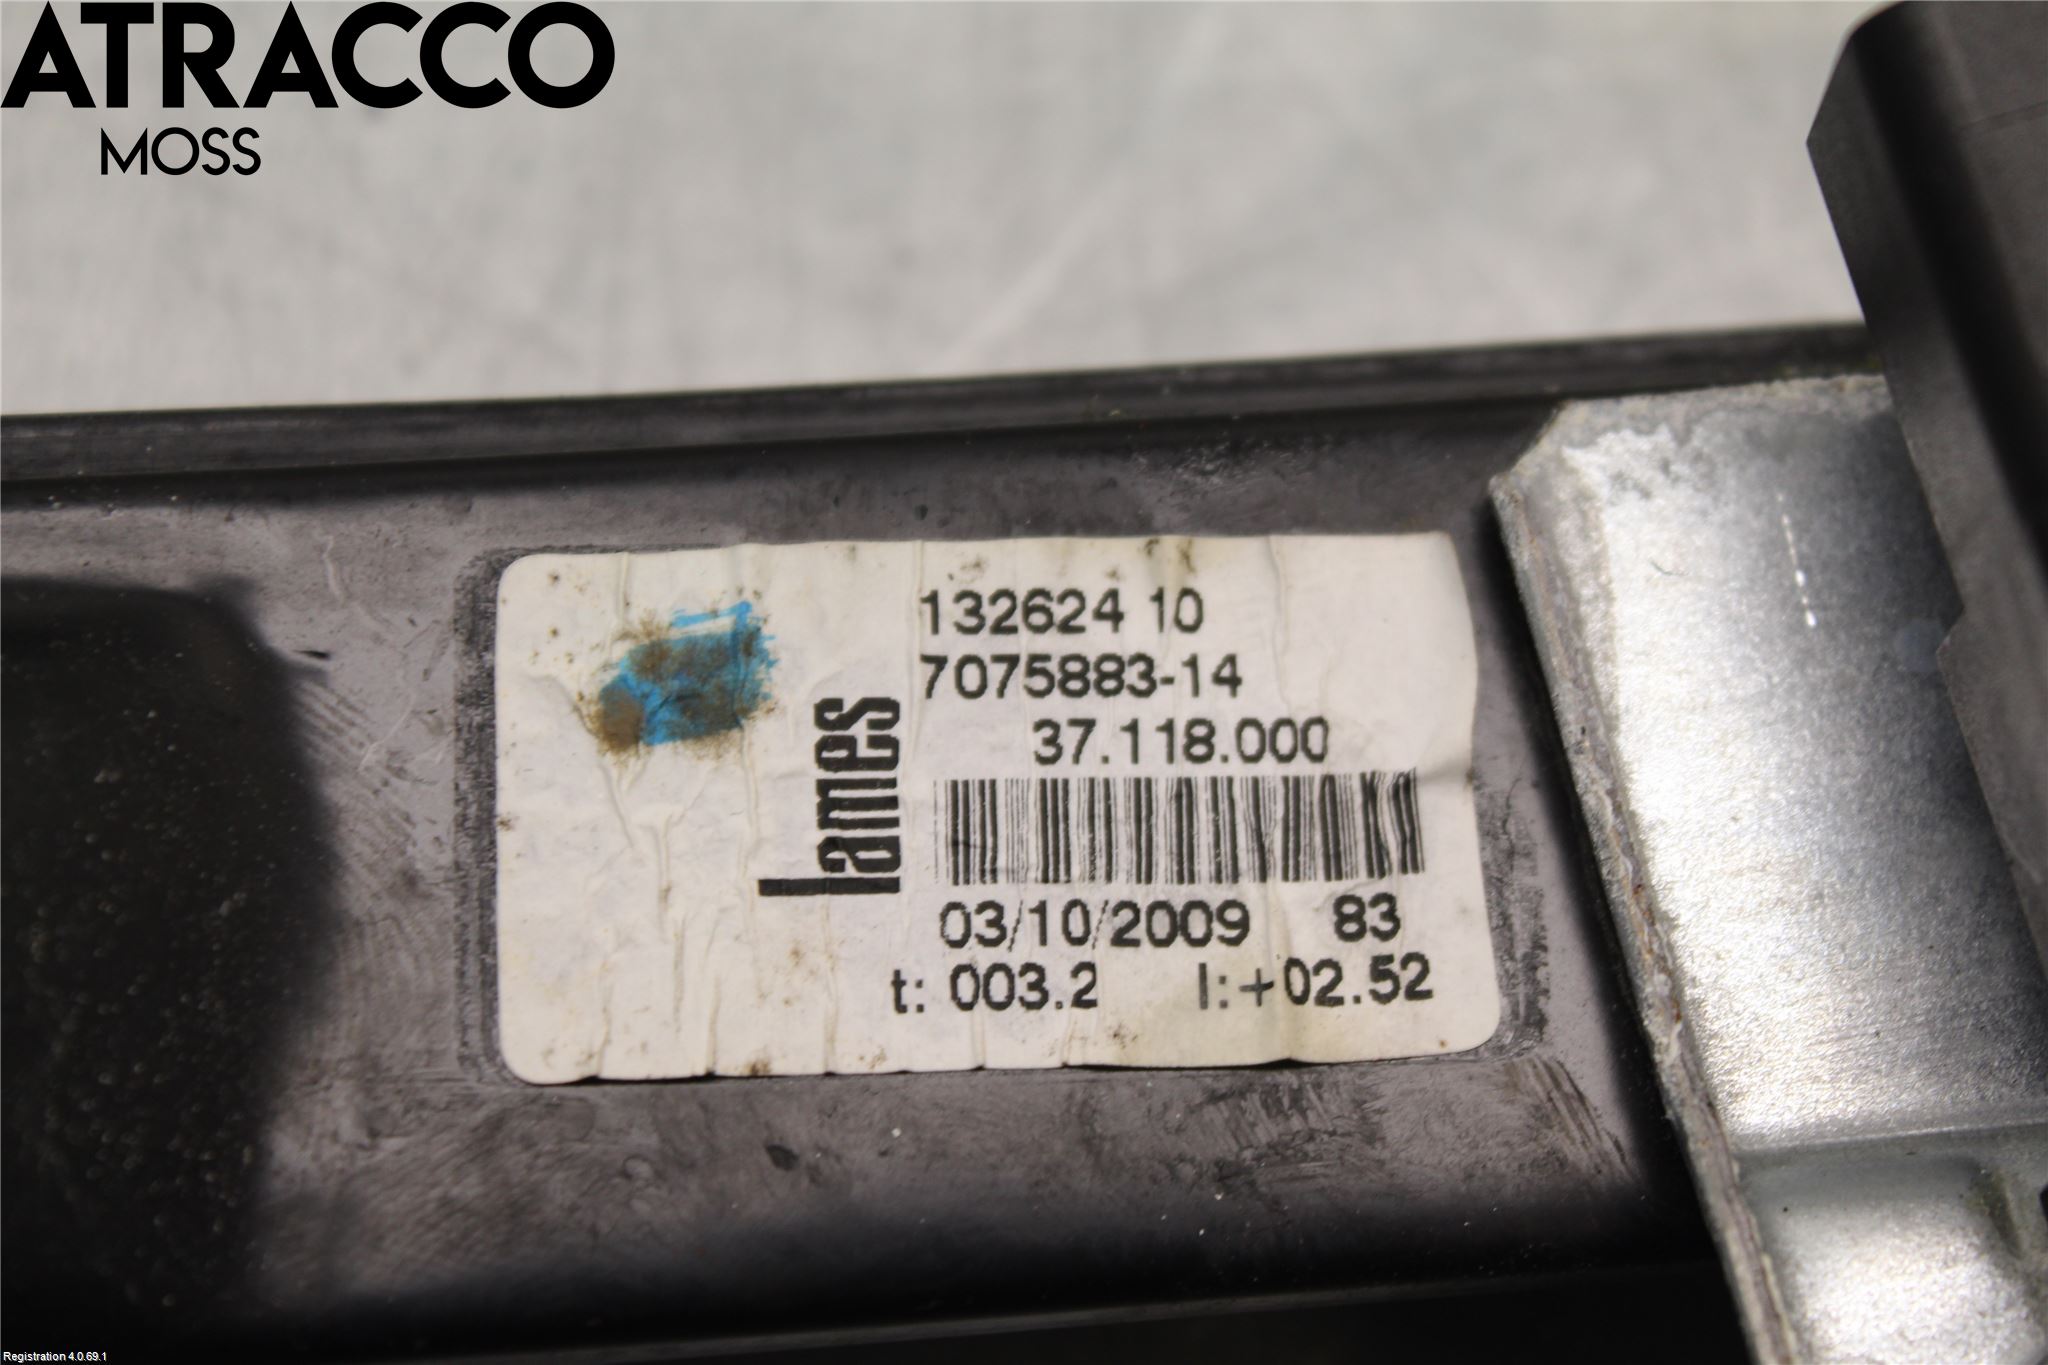 ATRACCO
MOSS
132624 10
7075883-14
37.118.000
lames
03/10/2009 83
t: 003.2 l:+02.52
Registration 4.0.69.1